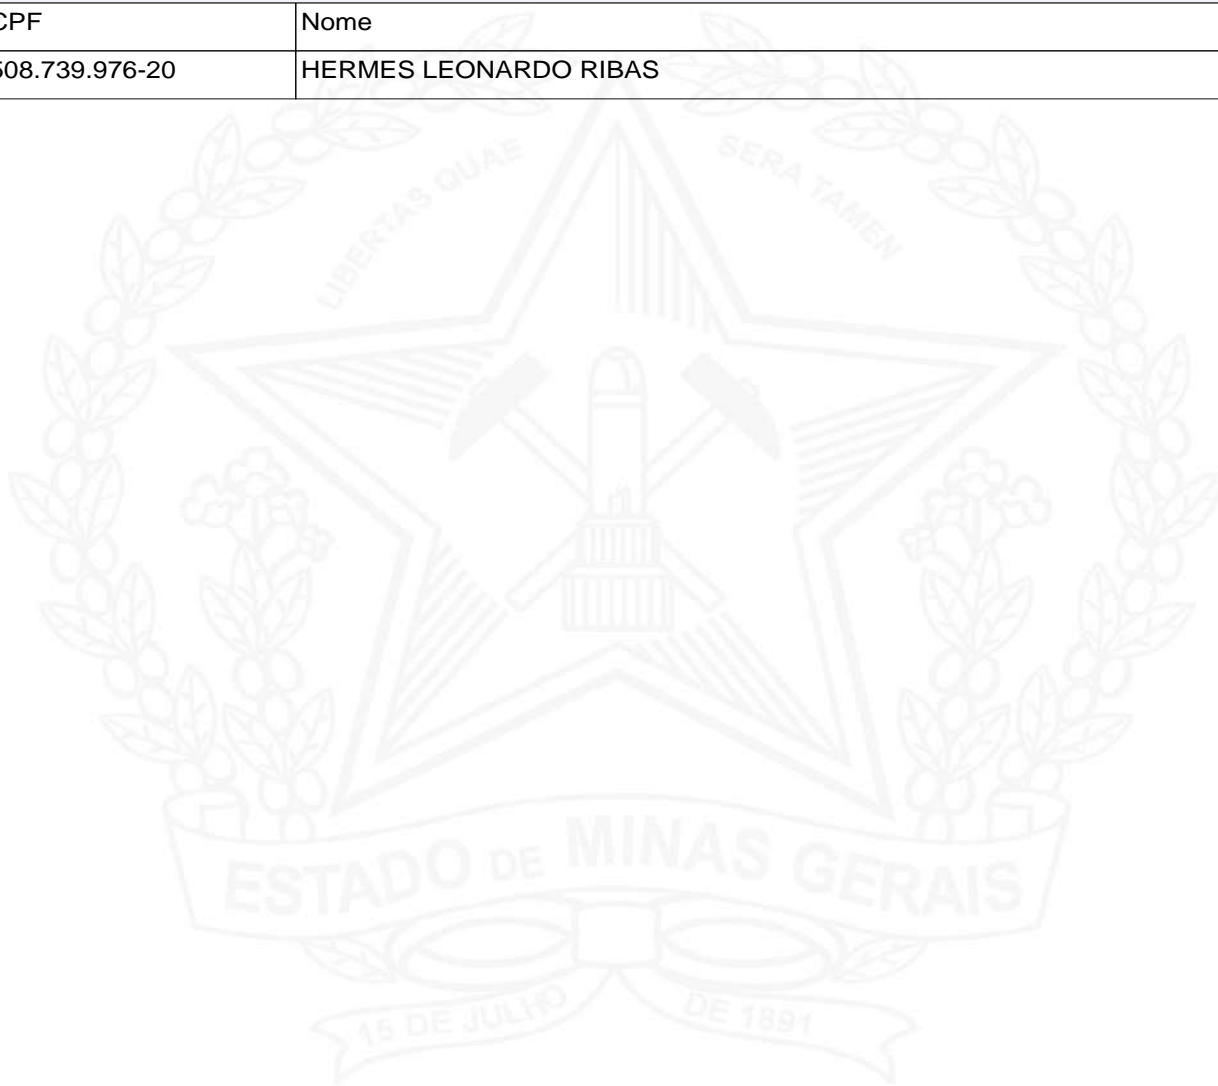 CPF Nome
508.739.976-20 HERMES LEONARDO RIBAS
LIBERTAS QUAE SERA TAMEN
ESTADO DE MINAS GERAIS
15 DE JULHO DE 1891